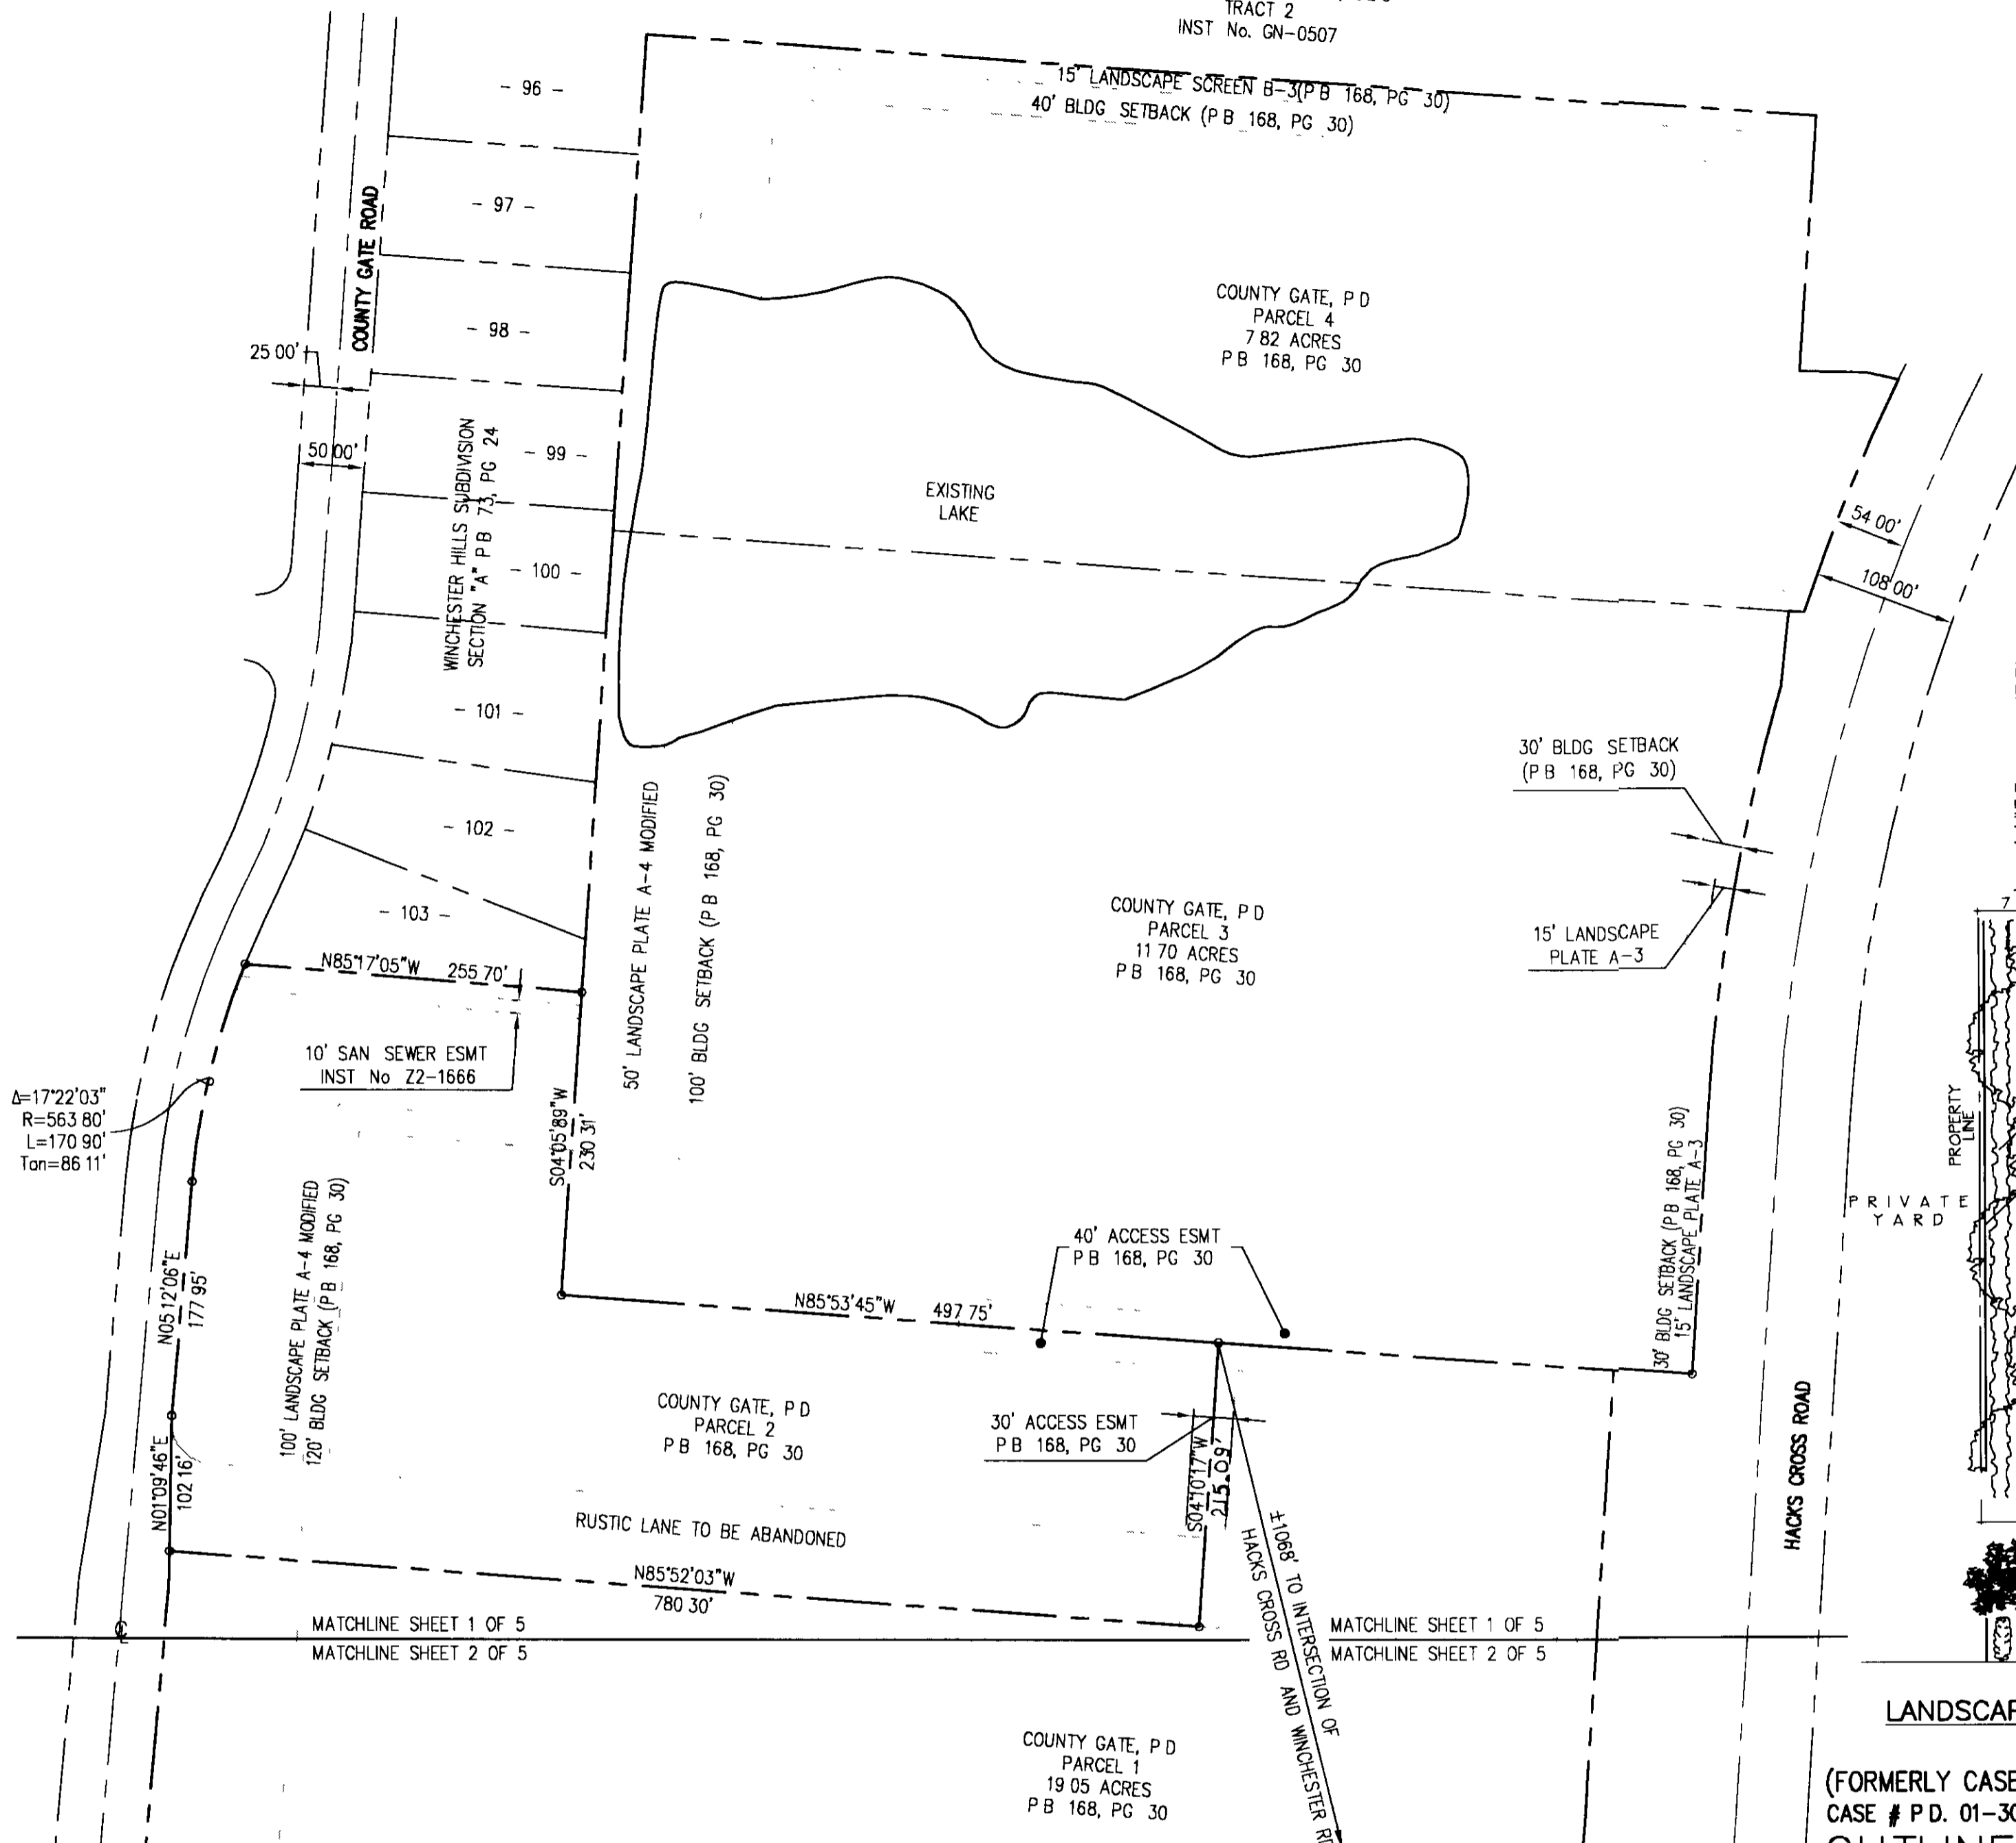 TRACT 2
INST No. GN-0507
15' LANDSCAPE SCREEN B-3(P B 168, PG 30)
40' BLDG SETBACK (P B 168, PG 30)
- 96 -
- 97 -
- 98 -
- 99 -
- 100 -
- 101 -
- 102 -
- 103 -
COUNTY GATE ROAD
25 00'
50 00'
WINCHESTER HILLS SUBDIVISION
SECTION "A" P B 73, PG 24
COUNTY GATE, P D
PARCEL 4
7 82 ACRES
P B 168, PG 30
EXISTING
LAKE
54 00'
108 00'
30' BLDG SETBACK
(P B 168, PG 30)
15' LANDSCAPE
PLATE A-3
50' LANDSCAPE PLATE A-4 MODIFIED
100' BLDG SETBACK (P B 168, PG 30)
COUNTY GATE, P D
PARCEL 3
11 70 ACRES
P B 168, PG 30
N85°17'05"W 255 70'
10' SAN SEWER ESMT
INST No Z2-1666
Δ=17°22'03"
R=563 80'
L=170 90'
Tan=86 11'
S04°05'89"W
230 31'
N05°12'06"E
177 95'
100' LANDSCAPE PLATE A-4 MODIFIED
120' BLDG SETBACK (P B 168, PG 30)
N01°09'46"E
102 16'
40' ACCESS ESMT
P B 168, PG 30
N85°53'45"W 497 75'
30' BLDG SETBACK (P B 168, PG 30)
15' LANDSCAPE PLATE A-3
PROPERTY
LINE
PRIVATE
YARD
7
COUNTY GATE, P D
PARCEL 2
P B 168, PG 30
30' ACCESS ESMT
P B 168, PG 30
S04°10'17"W
215.09'
HACKS CROSS ROAD
RUSTIC LANE TO BE ABANDONED
N85°52'03"W
780 30'
±1068' TO INTERSECTION OF
HACKS CROSS RD AND WINCHESTER RD
MATCHLINE SHEET 1 OF 5
MATCHLINE SHEET 2 OF 5
MATCHLINE SHEET 1 OF 5
MATCHLINE SHEET 2 OF 5
COUNTY GATE, P D
PARCEL 1
19 05 ACRES
P B 168, PG 30
LANDSCAP
(FORMERLY CASE
CASE # P D. 01-30